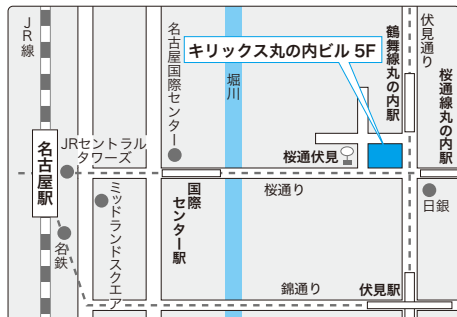 JR線
名古屋国際センター
キリックス丸の内ビル 5F
堀川
鶴舞線丸の内駅
伏見通り
桜通線丸の内駅
JRセントラル
タワーズ
名古屋駅
桜通伏見
ミッドランドスクエア
国際
センター駅
桜通り
日銀
名鉄
錦通り
伏見駅